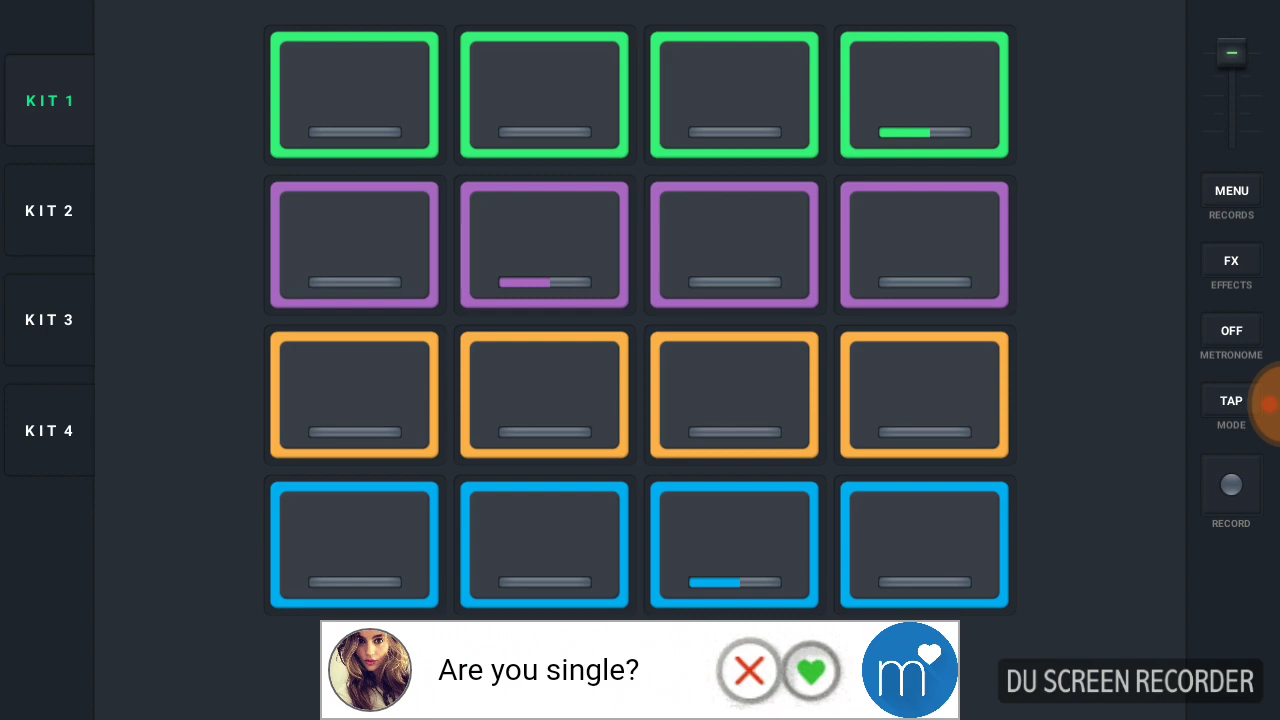 KIT 1
KIT 2
KIT 3
KIT 4
MENU
RECORDS
FX
EFFECTS
OFF
METRONOME
TAP
MODE
RECORD
Are you single?
m
DU SCREEN RECORDER